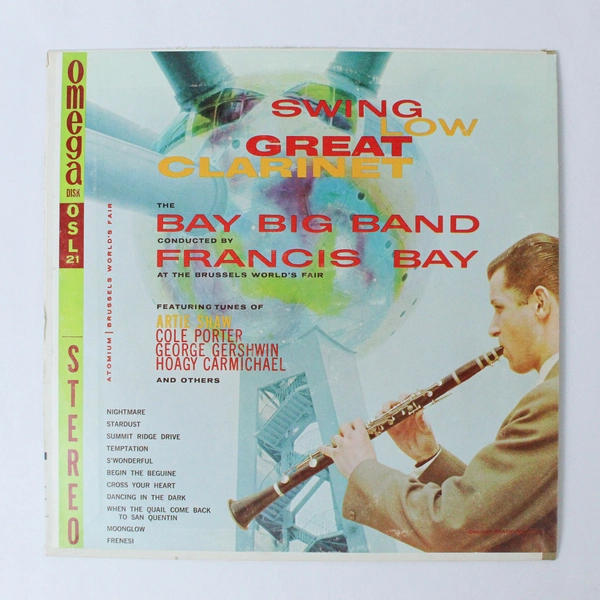 omega
DISK
OSL
21
STEREO
ATOMIUM | BRUSSELS WORLD'S FAIR
SWING
LOW
GREAT
CLARINET
THE
BAY BIG BAND
CONDUCTED BY
FRANCIS BAY
AT THE BRUSSELS WORLD'S FAIR
FEATURING TUNES OF
ARTIE SHAW
COLE PORTER
GEORGE GERSHWIN
HOAGY CARMICHAEL
AND OTHERS
NIGHTMARE
STARDUST
SUMMIT RIDGE DRIVE
TEMPTATION
S'WONDERFUL
BEGIN THE BEGUINE
CROSS YOUR HEART
DANCING IN THE DARK
WHEN THE QUAIL COME BACK
TO SAN QUENTIN
MOONGLOW
FRENESI